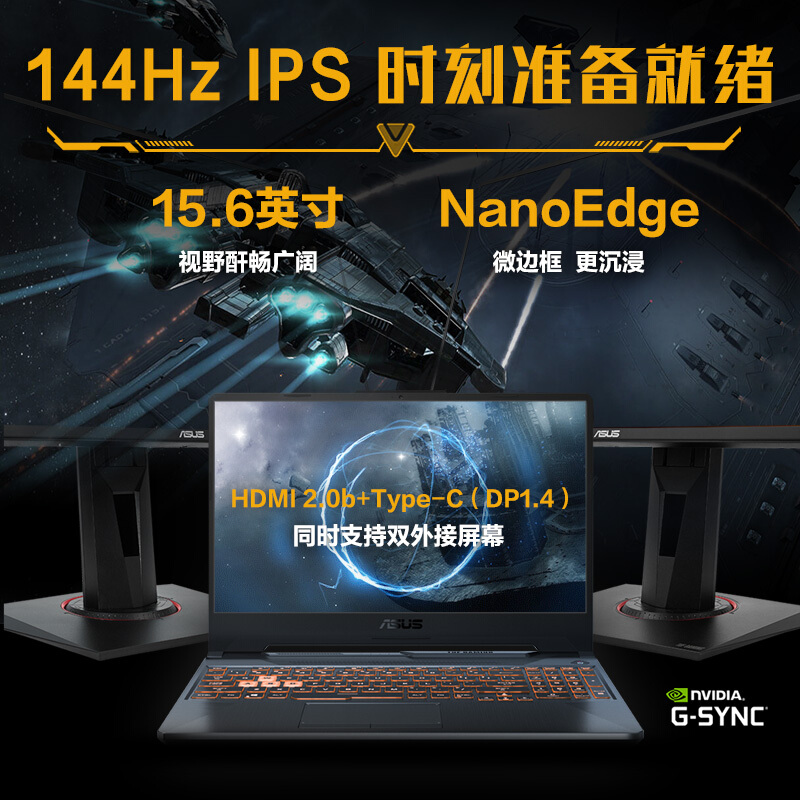 144Hz IPS 时刻准备就绪
15.6英寸
NanoEdge
视野酣畅广阔
微边框 更沉浸
ASUS
ASUS
HDMI 2.0b+Type-C（DP1.4）
同时支持双外接屏幕
ASUS
NVIDIA.
G-SYNC